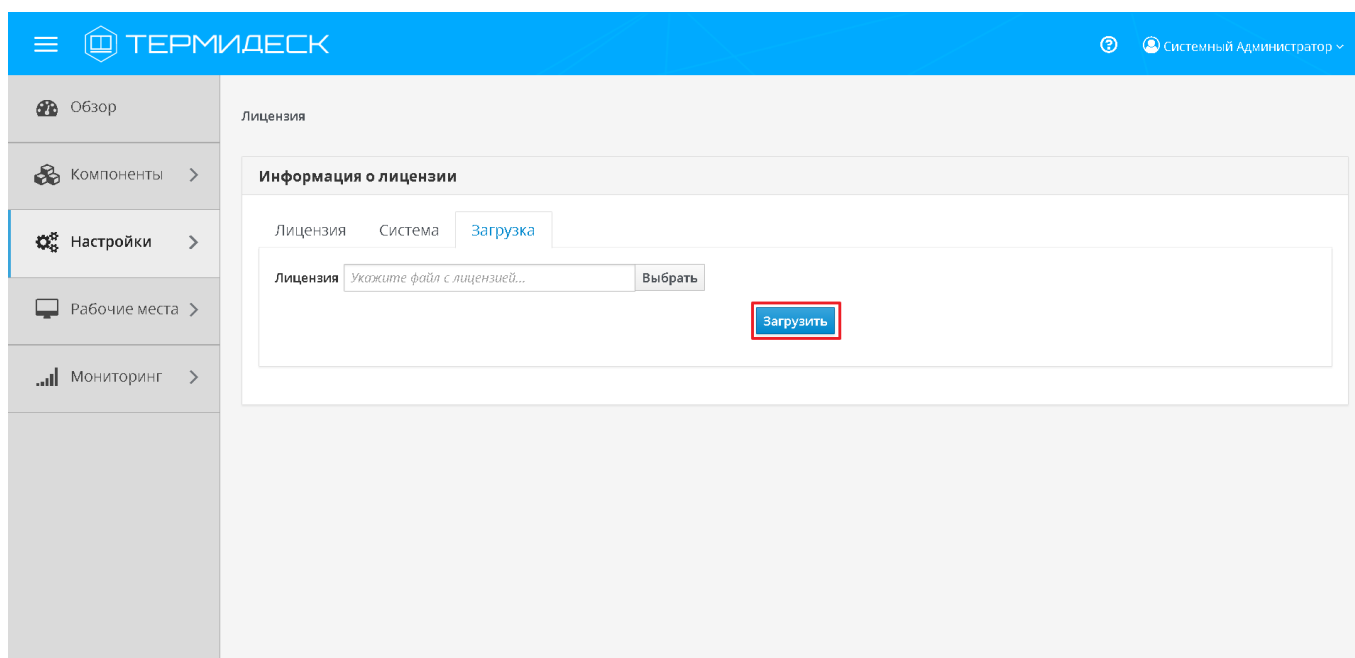 ТЕРМИДЕСК
Системный Администратор
Обзор
Компоненты
Настройки
Рабочие места
Мониторинг
Лицензия
Информация о лицензии
Лицензия Система Загрузка
Лицензия Укажите файл с лицензией... Выбрать
Загрузить